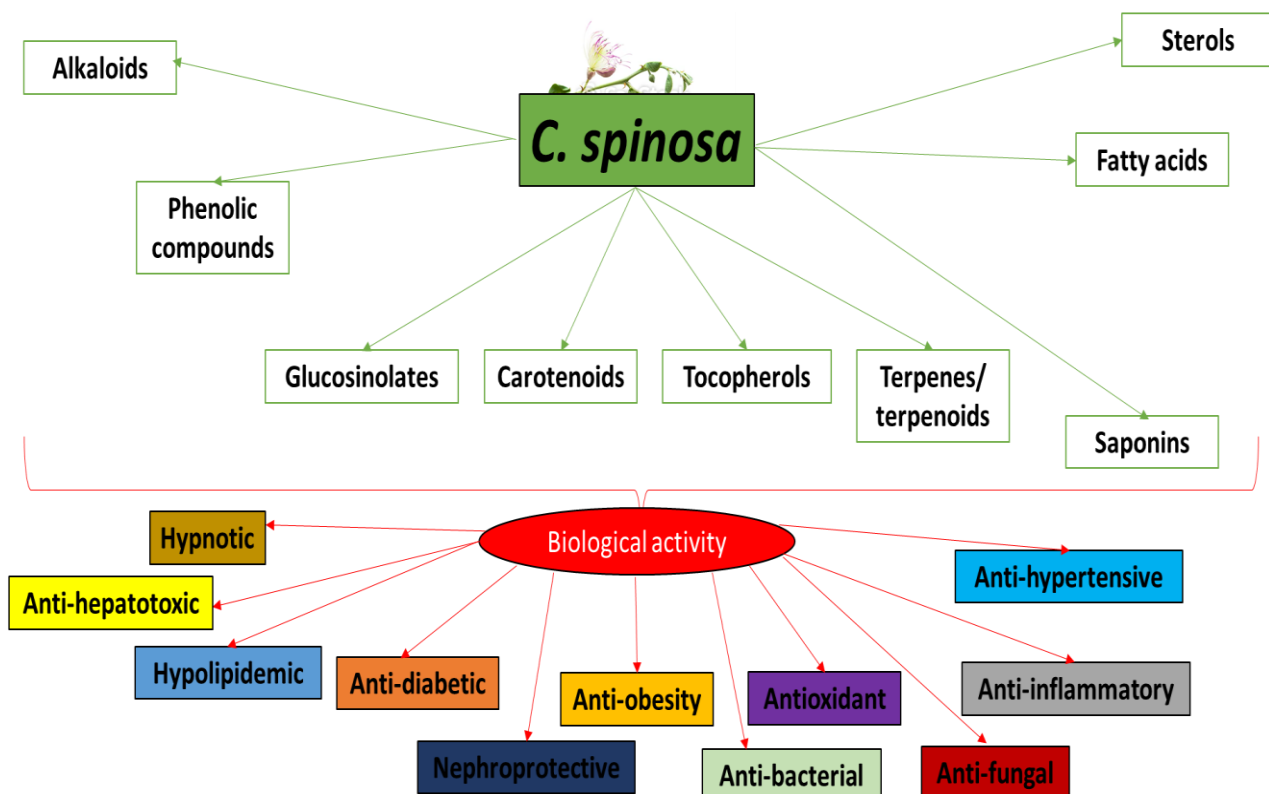 Alkaloids
Sterols
C. spinosa
Fatty acids
Phenolic
compounds
Glucosinolates
Carotenoids
Tocopherols
Terpenes/
terpenoids
Saponins
Biological activity
Hypnotic
Anti-hypertensive
Anti-hepatotoxic
Hypolipidemic
Anti-diabetic
Anti-obesity
Antioxidant
Anti-inflammatory
Nephroprotective
Anti-bacterial
Anti-fungal